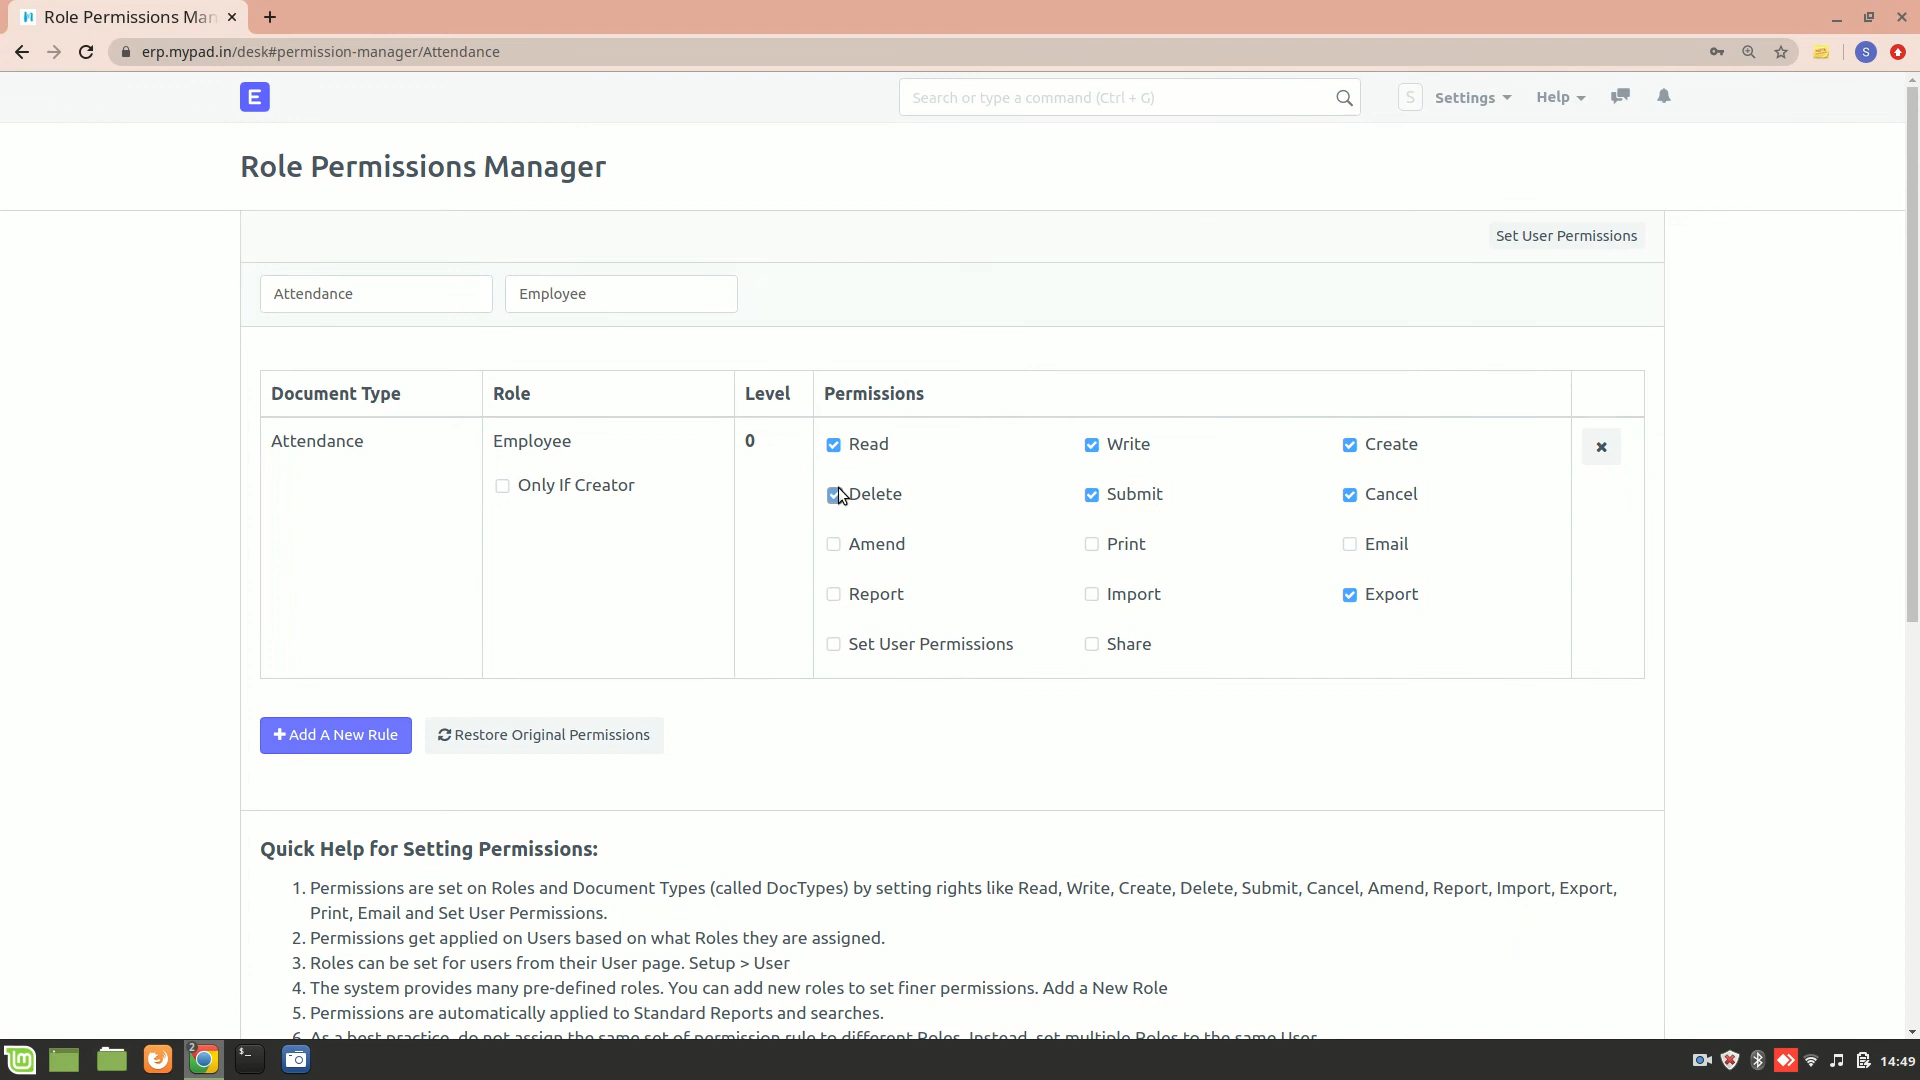 Role Permissions Man
erp.mypad.in/desk#permission-manager/Attendance
S
E
Search or type a command (Ctrl + G)
S
Settings
Help
Role Permissions Manager
Set User Permissions
Attendance
Employee
Document Type
Role
Level
Permissions
Attendance
Employee
0
Read
Write
Create
Only If Creator
Delete
Submit
Cancel
Amend
Print
Email
Report
Import
Export
Set User Permissions
Share
Add A New Rule
Restore Original Permissions
Quick Help for Setting Permissions:
1. Permissions are set on Roles and Document Types (called DocTypes) by setting rights like Read, Write, Create, Delete, Submit, Cancel, Amend, Report, Import, Export,
Print, Email and Set User Permissions.
2. Permissions get applied on Users based on what Roles they are assigned.
3. Roles can be set for users from their User page. Setup > User
4. The system provides many pre-defined roles. You can add new roles to set finer permissions. Add a New Role
5. Permissions are automatically applied to Standard Reports and searches.
6. As a best practice, do not assign the same set of permission rule to different Roles. Instead, set multiple Roles to the same User.
2
14:49